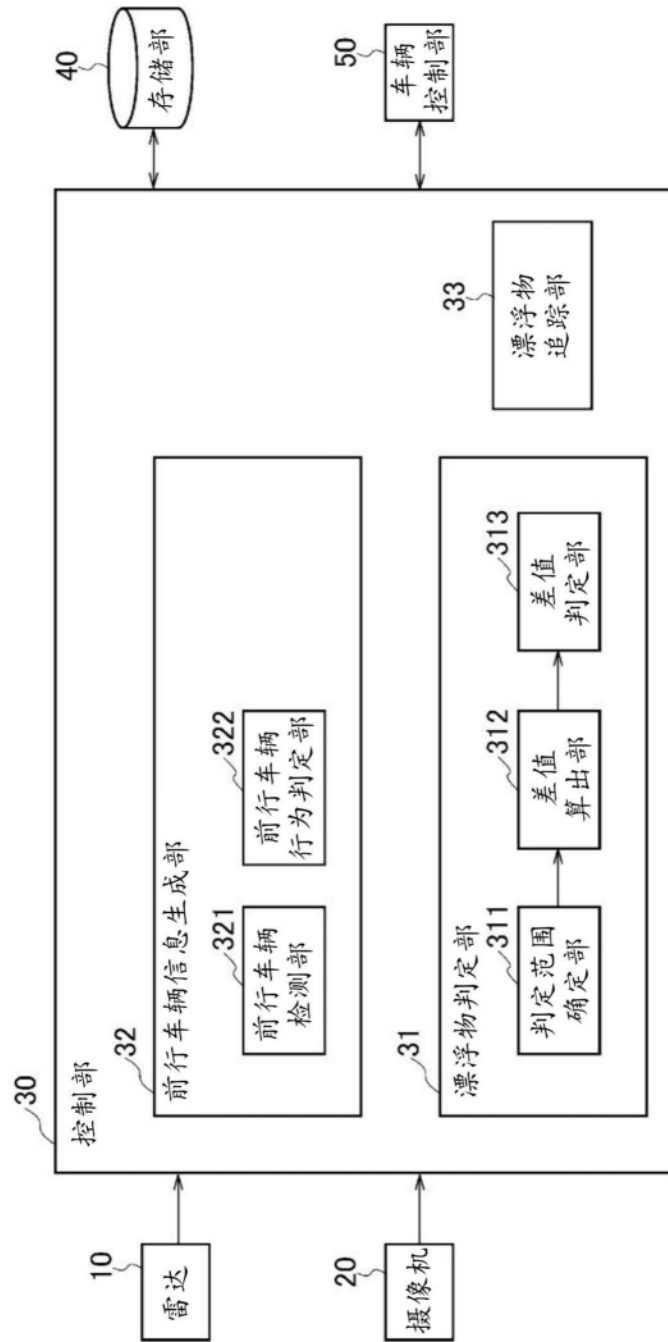 30
控制部
10
雷达
20
摄像机
32
前行车辆信息生成部
321
前行车辆
检测部
322
前行车辆
行为判定部
31
漂浮物判定部
311
判定范围
确定部
312
差值
算出部
313
差值
判定部
33
漂浮物
追踪部
40
存储部
50
车辆
控制部